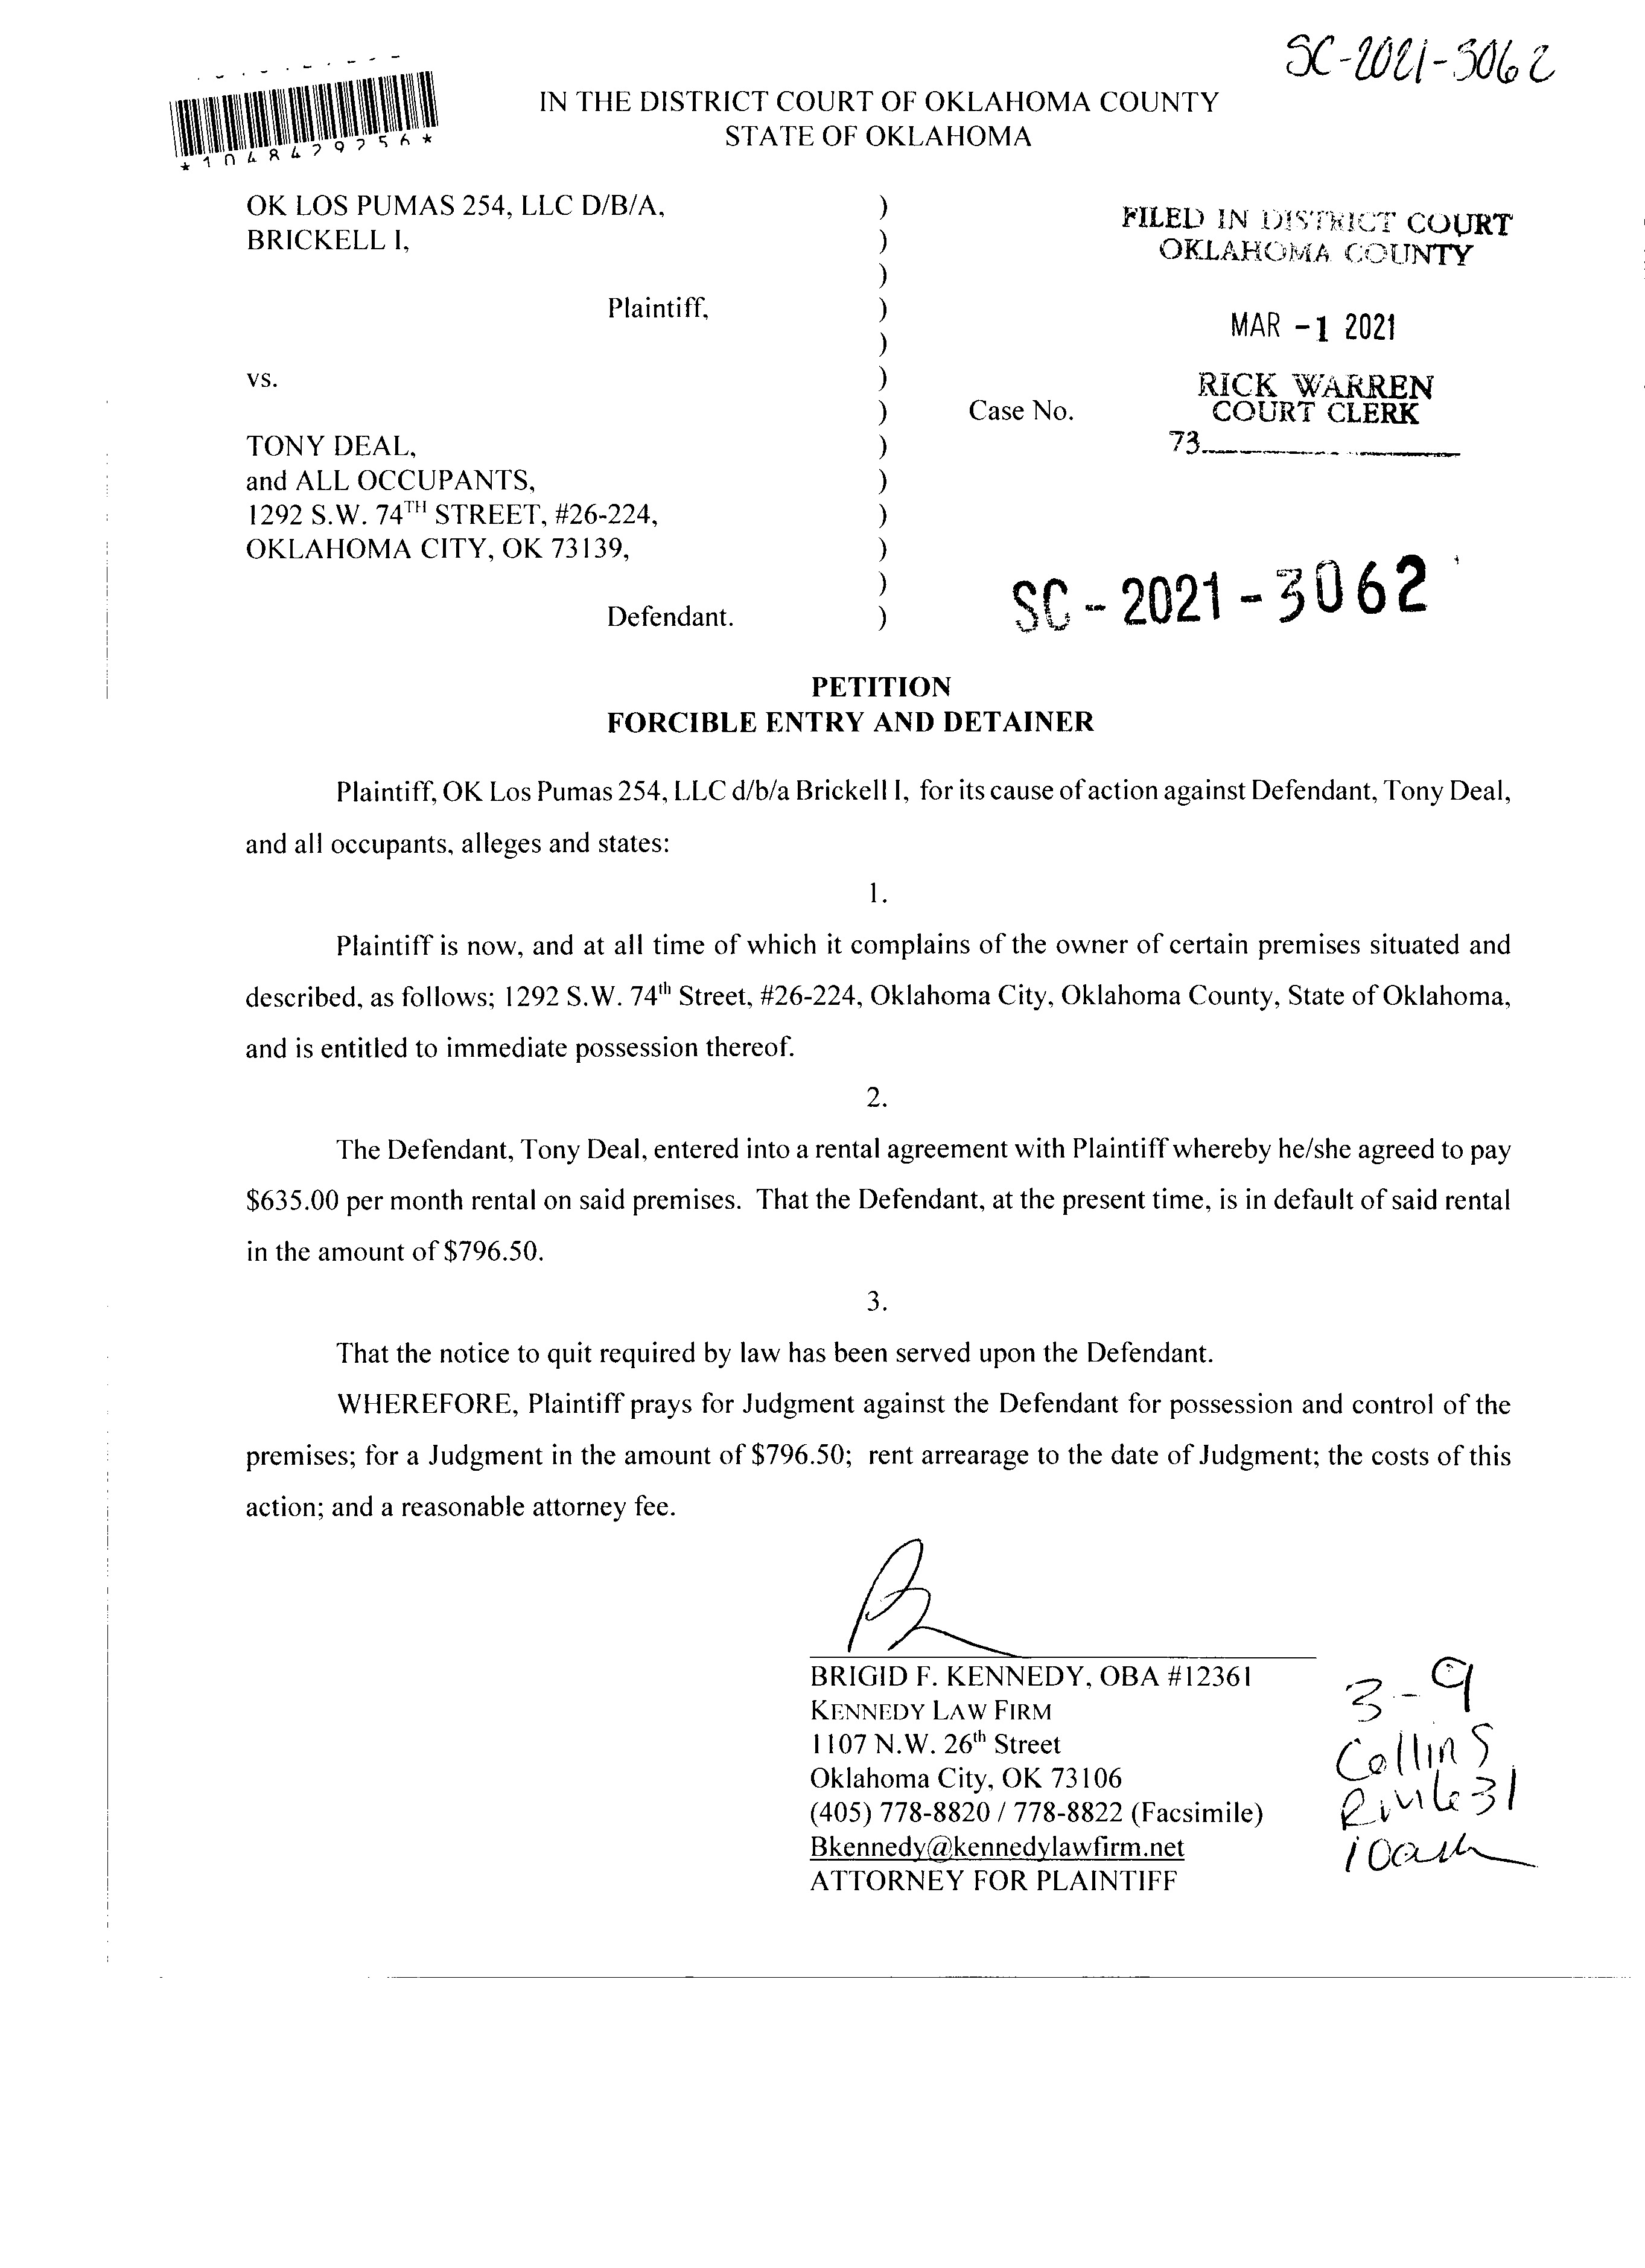 SC-2021-3062
IN THE DISTRICT COURT OF OKLAHOMA COUNTY
STATE OF OKLAHOMA
OK LOS PUMAS 254, LLC D/B/A, )
BRICKELL I, )
)
Plaintiff, )
)
vs. )
) Case No.
TONY DEAL, )
and ALL OCCUPANTS, )
1292 S.W. 74TH STREET, #26-224, )
OKLAHOMA CITY, OK 73139, )
)
Defendant. )
FILED IN DISTRICT COURT
OKLAHOMA COUNTY
MAR -1 2021
RICK WARREN
COURT CLERK
73
SC - 2021 - 3062
PETITION
FORCIBLE ENTRY AND DETAINER
Plaintiff, OK Los Pumas 254, LLC d/b/a Brickell I, for its cause of action against Defendant, Tony Deal,
and all occupants, alleges and states:
1.
Plaintiff is now, and at all time of which it complains of the owner of certain premises situated and
described, as follows; 1292 S.W. 74th Street, #26-224, Oklahoma City, Oklahoma County, State of Oklahoma,
and is entitled to immediate possession thereof.
2.
The Defendant, Tony Deal, entered into a rental agreement with Plaintiff whereby he/she agreed to pay
$635.00 per month rental on said premises. That the Defendant, at the present time, is in default of said rental
in the amount of $796.50.
3.
That the notice to quit required by law has been served upon the Defendant.
WHEREFORE, Plaintiff prays for Judgment against the Defendant for possession and control of the
premises; for a Judgment in the amount of $796.50; rent arrearage to the date of Judgment; the costs of this
action; and a reasonable attorney fee.
BRIGID F. KENNEDY, OBA #12361
KENNEDY LAW FIRM
1107 N.W. 26th Street
Oklahoma City, OK 73106
(405) 778-8820 / 778-8822 (Facsimile)
Bkennedy@kennedylawfirm.net
ATTORNEY FOR PLAINTIFF
3-9
Collins